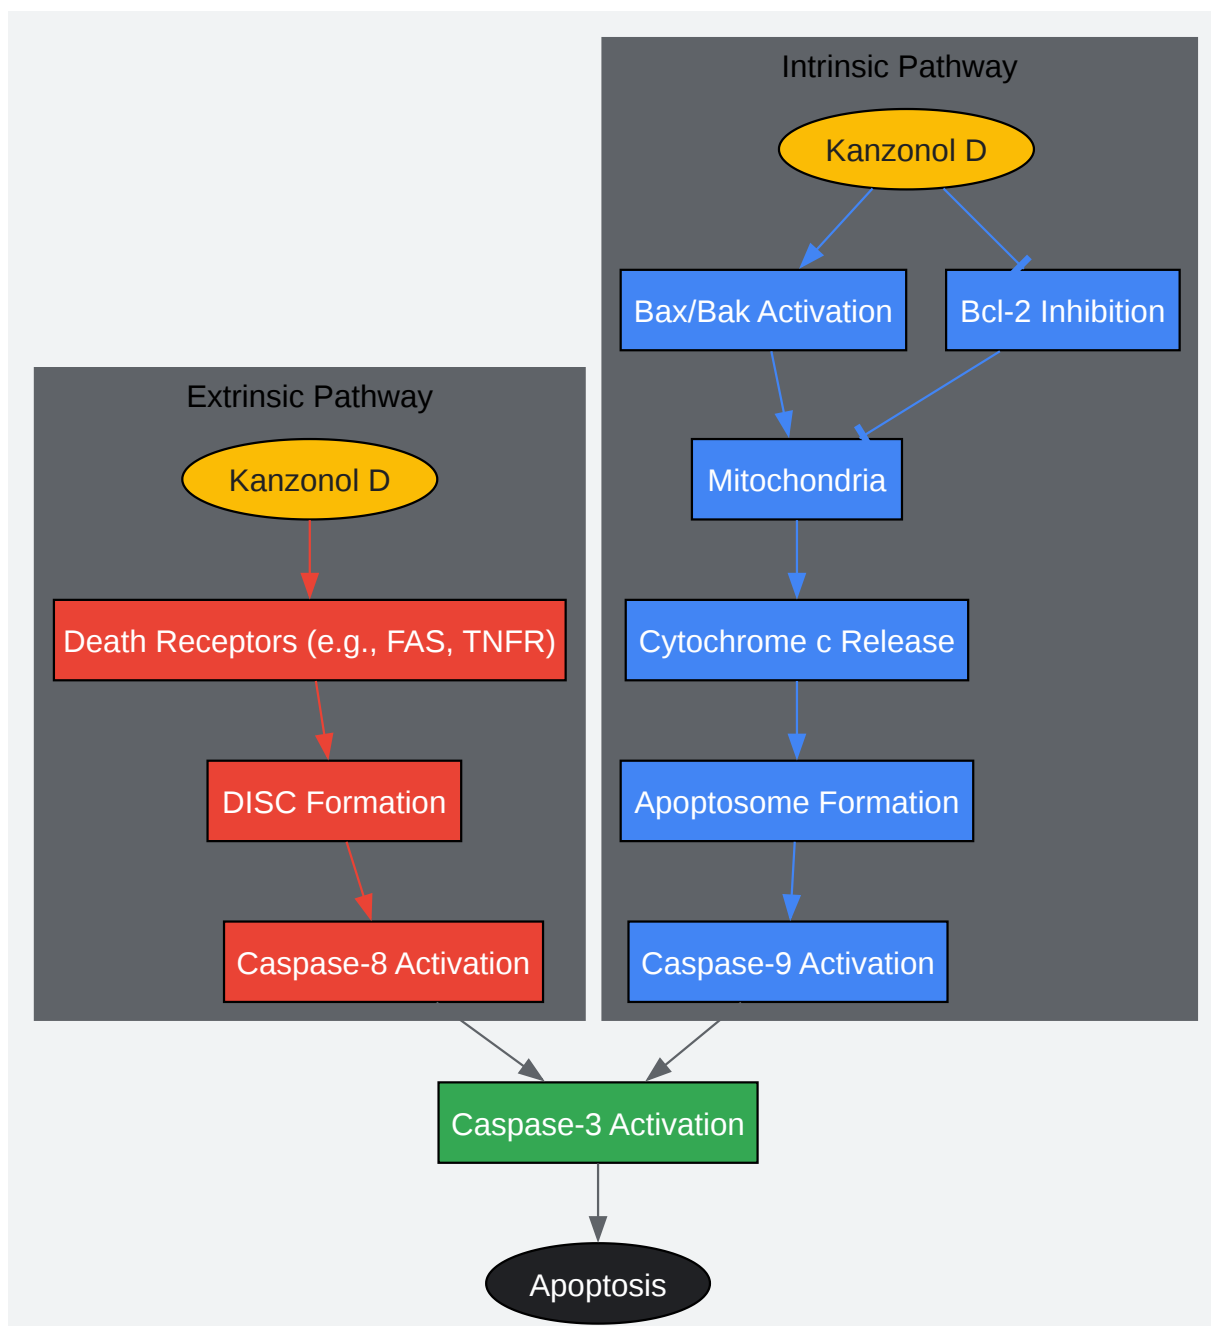 Intrinsic Pathway
Kanzonol D
Bax/Bak Activation
Bcl-2 Inhibition
Mitochondria
Cytochrome c Release
Apoptosome Formation
Caspase-9 Activation
Extrinsic Pathway
Kanzonol D
Death Receptors (e.g., FAS, TNFR)
DISC Formation
Caspase-8 Activation
Caspase-3 Activation
Apoptosis